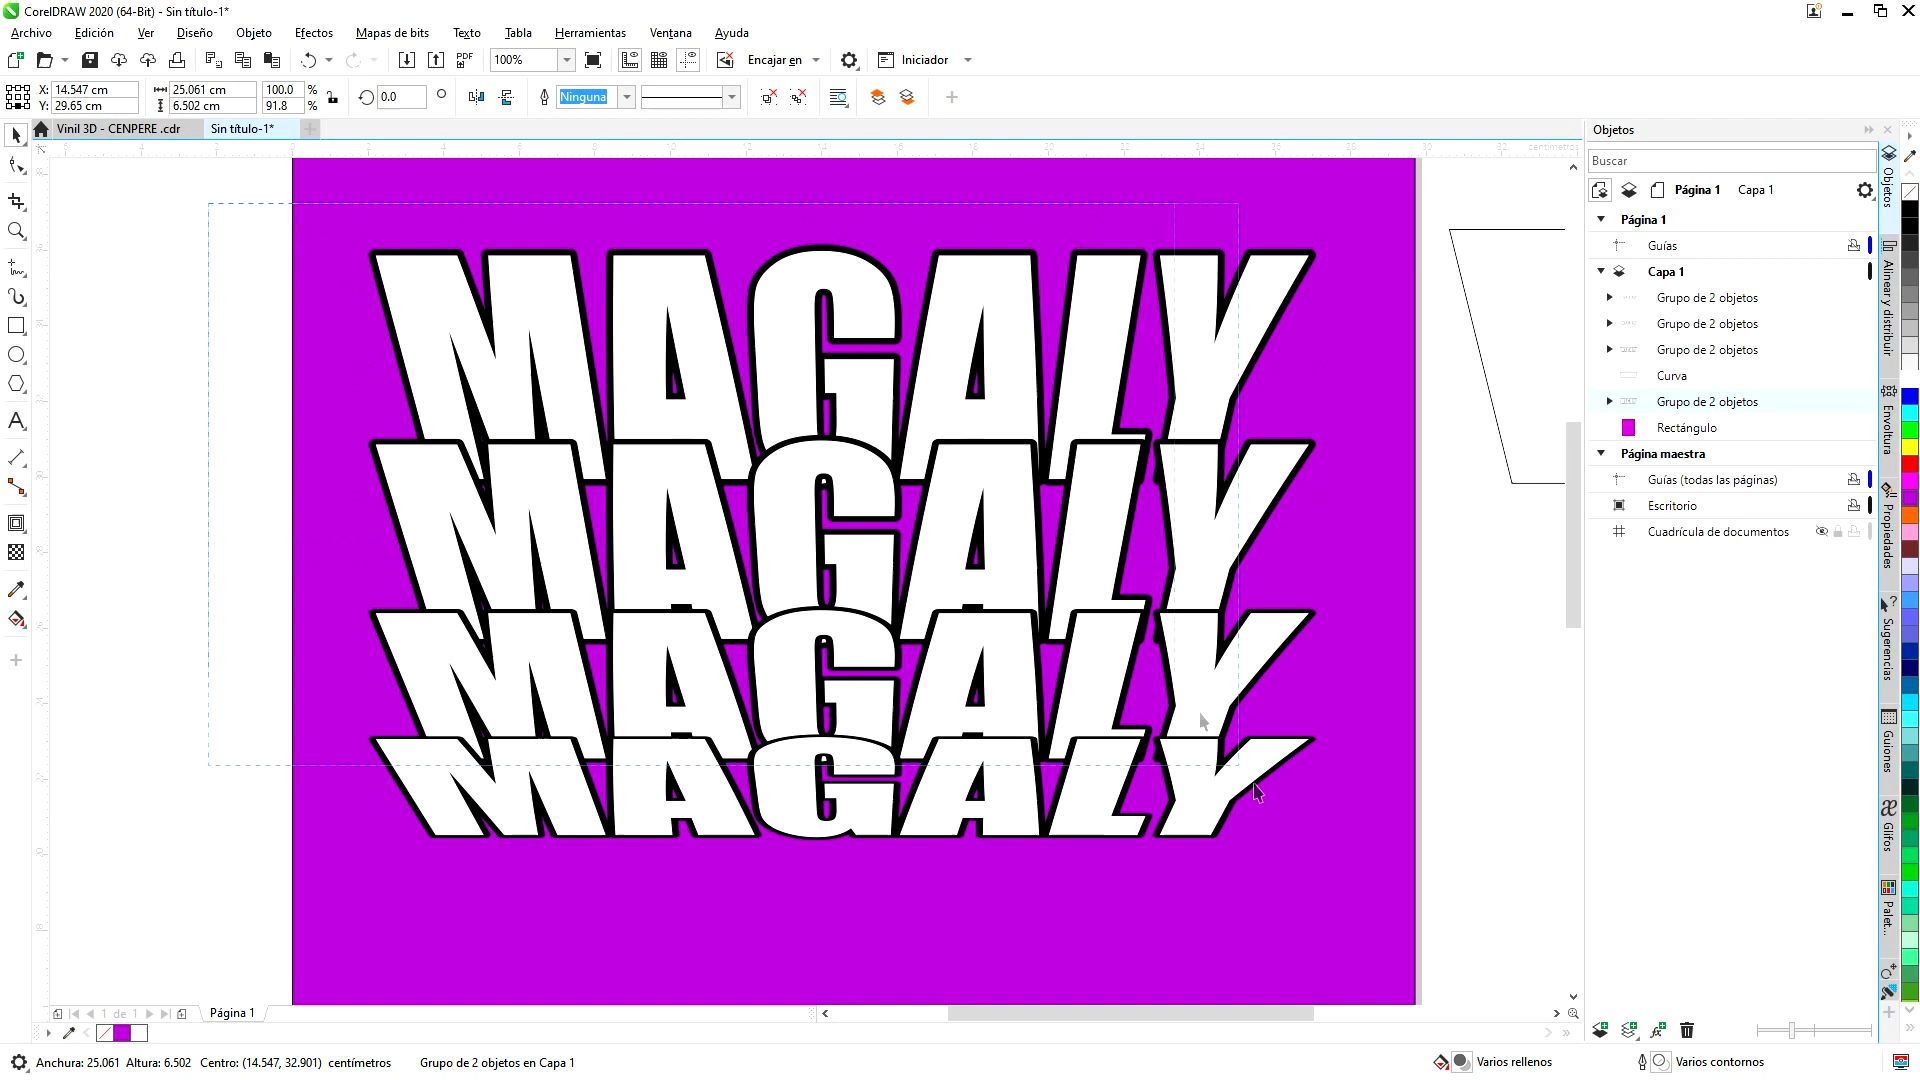 CorelDRAW 2020 (64-Bit) - Sin título-1*
Archivo Edición Ver Diseño Objeto Efectos Mapas de bits Texto Tabla Herramientas Ventana Ayuda
PDF 100% Encajar en Iniciador
X: 14.547 cm 25.061 cm 100.0 % 0.0 Ninguna
Y: 29.65 cm 6.502 cm 91.8 %
Vinil 3D - CENPERE .cdr Sin título-1*
centímetros
MAGALY
MAGALY
MAGALY
MAGALY
Objetos
Buscar
Página 1 Capa 1
Página 1
Guías
Capa 1
Grupo de 2 objetos
Grupo de 2 objetos
Grupo de 2 objetos
Curva
Grupo de 2 objetos
Rectángulo
Página maestra
Guías (todas las páginas)
Escritorio
Cuadrícula de documentos
Objetos
Alinear y distribuir
Envoltura
Propiedades
Sugerencias
Guiones
Glifos
Palet...
1 de 1 Página 1
Anchura: 25.061 Altura: 6.502 Centro: (14.547, 32.901) centímetros Grupo de 2 objetos en Capa 1 Varios rellenos Varios contornos